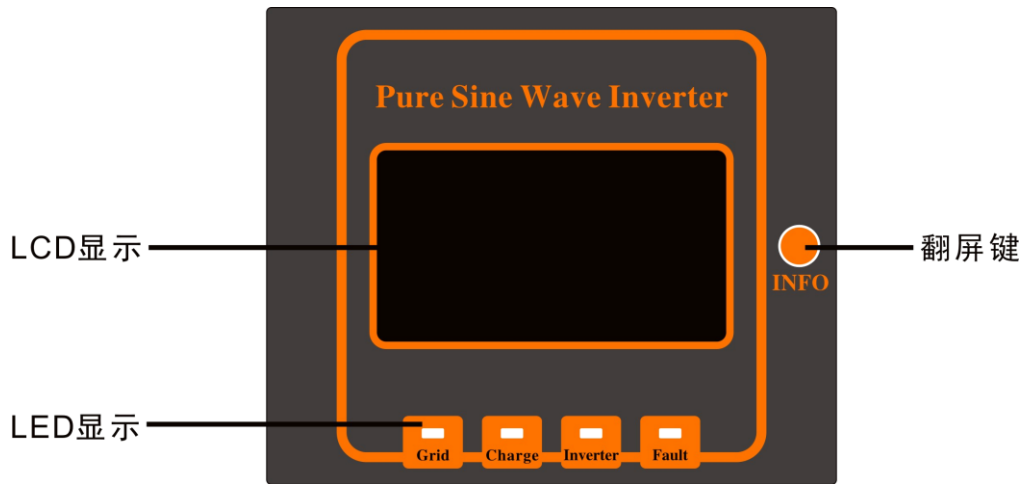 Pure Sine Wave Inverter
LCD显示
翻屏键
INFO
LED显示
Grid
Charge
Inverter
Fault